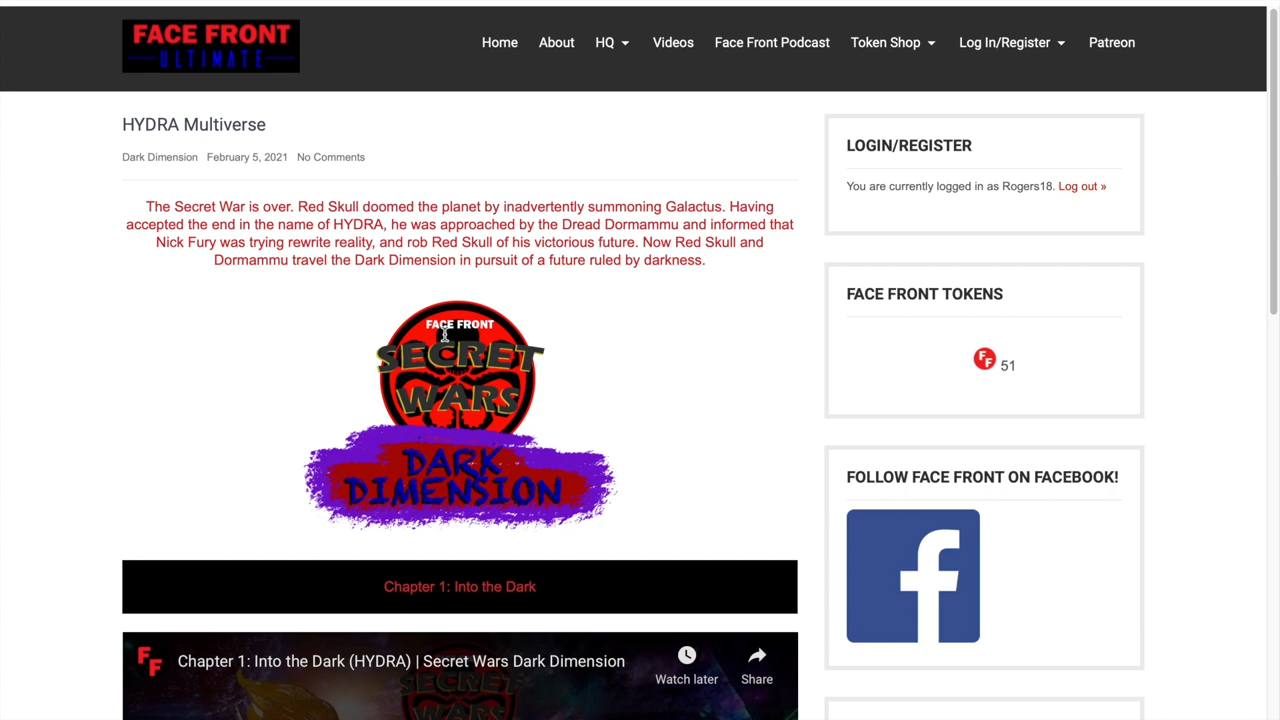 FACE FRONT
ULTIMATE
Home About HQ Videos Face Front Podcast Token Shop Log In/Register Patreon
HYDRA Multiverse
Dark Dimension February 5, 2021 No Comments
The Secret War is over. Red Skull doomed the planet by inadvertently summoning Galactus. Having
accepted the end in the name of HYDRA, he was approached by the Dread Dormammu and informed that
Nick Fury was trying rewrite reality, and rob Red Skull of his victorious future. Now Red Skull and
Dormammu travel the Dark Dimension in pursuit of a future ruled by darkness.
FACE FRONT
SECRET
WARS
DARK
DIMENSION
Chapter 1: Into the Dark
FF
Chapter 1: Into the Dark (HYDRA) | Secret Wars Dark Dimension
Watch later
Share
SECRET
WARS
LOGIN/REGISTER
You are currently logged in as Rogers18. Log out »
FACE FRONT TOKENS
FF 51
FOLLOW FACE FRONT ON FACEBOOK!
f